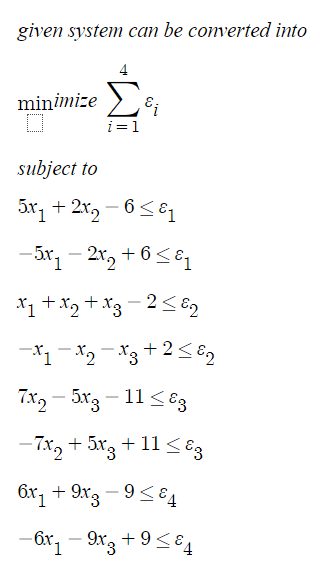 given system can be converted into
4
minimize ∑ εᵢ
i=1
subject to
5x₁ + 2x₂ − 6 ≤ ε₁
−5x₁ − 2x₂ + 6 ≤ ε₁
x₁ + x₂ + x₃ − 2 ≤ ε₂
−x₁ − x₂ − x₃ + 2 ≤ ε₂
7x₂ − 5x₃ − 11 ≤ ε₃
−7x₂ + 5x₃ + 11 ≤ ε₃
6x₁ + 9x₃ − 9 ≤ ε₄
−6x₁ − 9x₃ + 9 ≤ ε₄